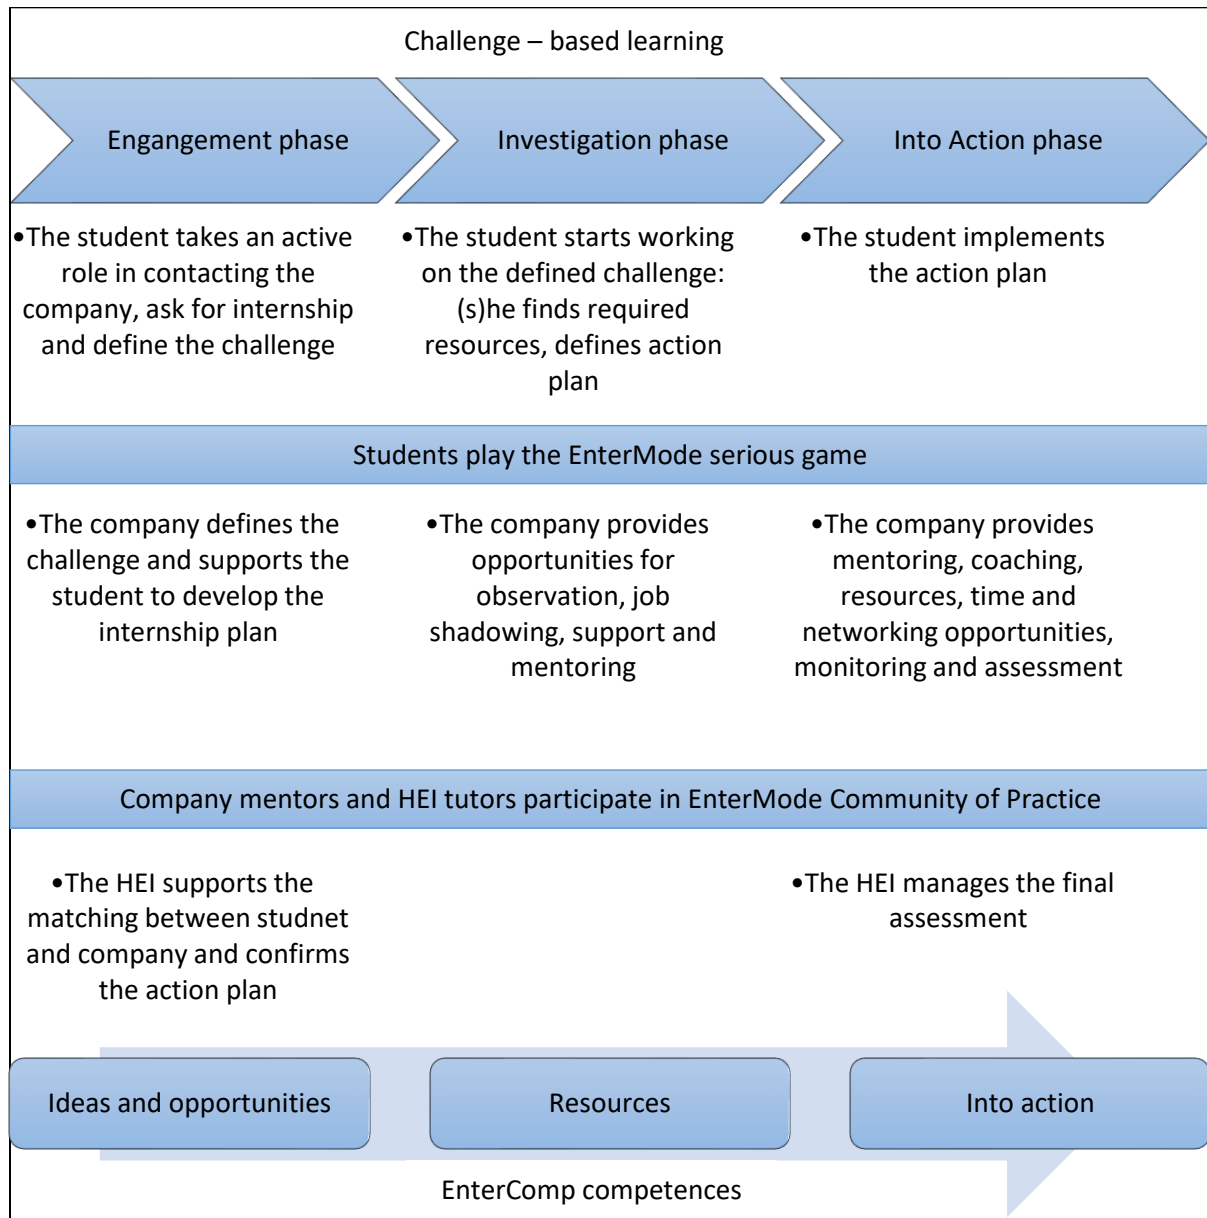 Challenge – based learning
Engangement phase
Investigation phase
Into Action phase
•The student takes an active
role in contacting the
company, ask for internship
and define the challenge
•The student starts working
on the defined challenge:
(s)he finds required
resources, defines action
plan
•The student implements
the action plan
Students play the EnterMode serious game
•The company defines the
challenge and supports the
student to develop the
internship plan
•The company provides
opportunities for
observation, job
shadowing, support and
mentoring
•The company provides
mentoring, coaching,
resources, time and
networking opportunities,
monitoring and assessment
Company mentors and HEI tutors participate in EnterMode Community of Practice
•The HEI supports the
matching between studnet
and company and confirms
the action plan
•The HEI manages the final
assessment
Ideas and opportunities
Resources
Into action
EnterComp competences